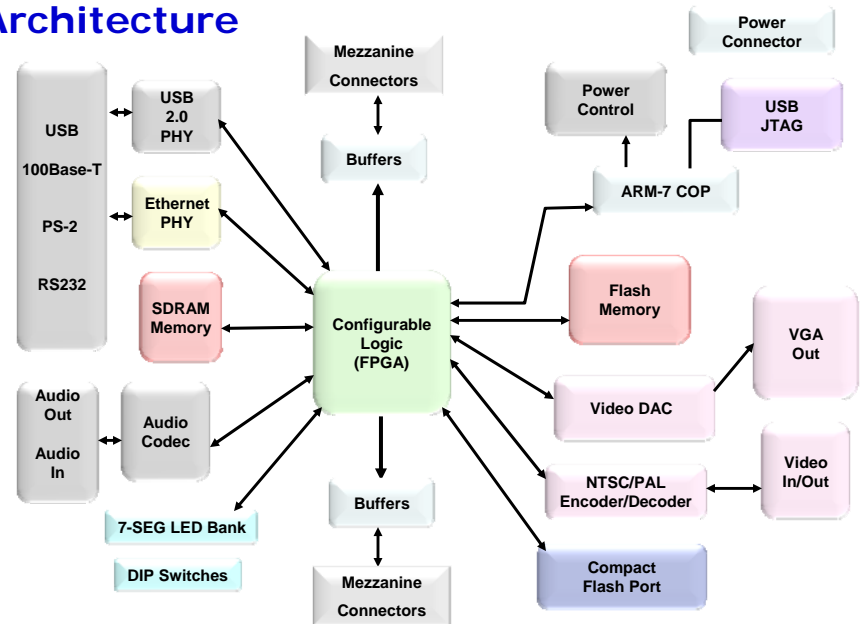 Architecture
Power
Connector
Mezzanine
Connectors
USB
2.0
PHY
Power
Control
USB
JTAG
USB
100Base-T
PS-2
RS232
Buffers
ARM-7 COP
Ethernet
PHY
SDRAM
Memory
Configurable
Logic
(FPGA)
Flash
Memory
VGA
Out
Audio
Out
Audio
In
Audio
Codec
Video DAC
NTSC/PAL
Encoder/Decoder
Video
In/Out
Buffers
7-SEG LED Bank
DIP Switches
Mezzanine
Connectors
Compact
Flash Port